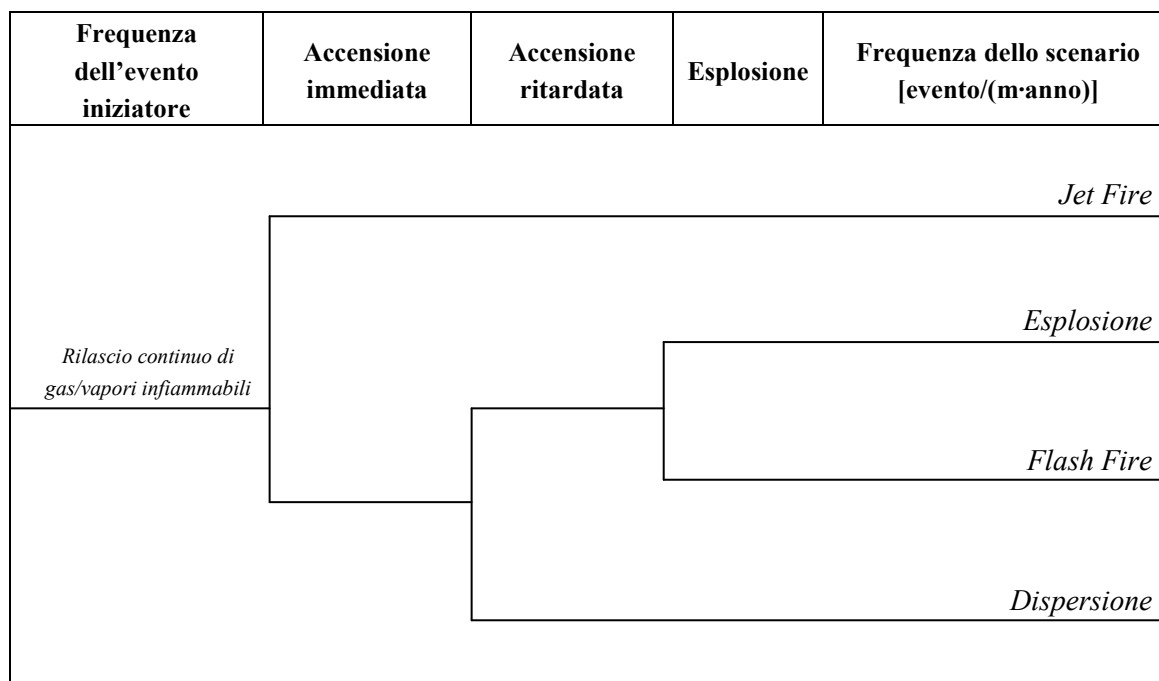 Frequenza
dell’evento
iniziatore
Accensione
immediata
Accensione
ritardata
Esplosione
Frequenza dello scenario
[evento/(m·anno)]
Jet Fire
Esplosione
Rilascio continuo di
gas/vapori infiammabili
Flash Fire
Dispersione